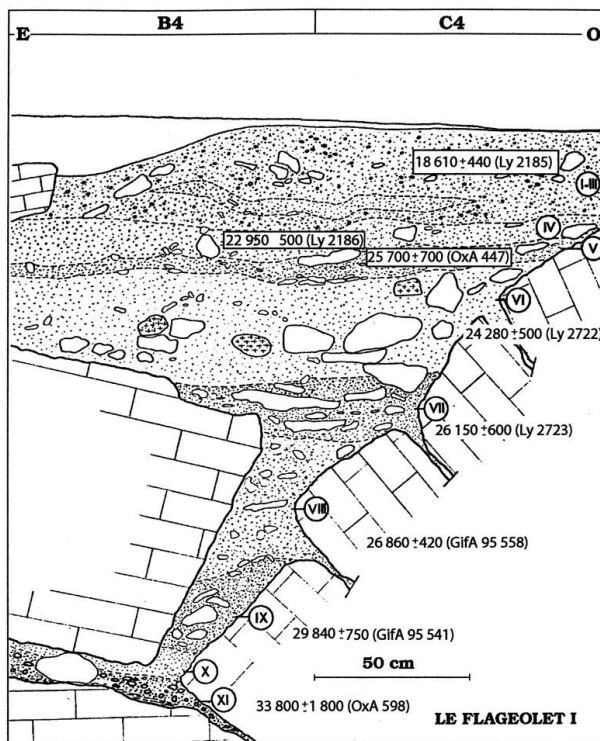 B4 C4
E O
18 610±440 (Ly 2185)
I-III
IV
22 950 500 (Ly 2186)
V
25 700±700 (OxA 447)
VI
24 280±500 (Ly 2722)
VII
26 150±600 (Ly 2723)
VIII
26 860±420 (GifA 95 558)
IX
29 840±750 (GifA 95 541)
50 cm
X
XI
33 800±1 800 (OxA 598)
LE FLAGEOLET I